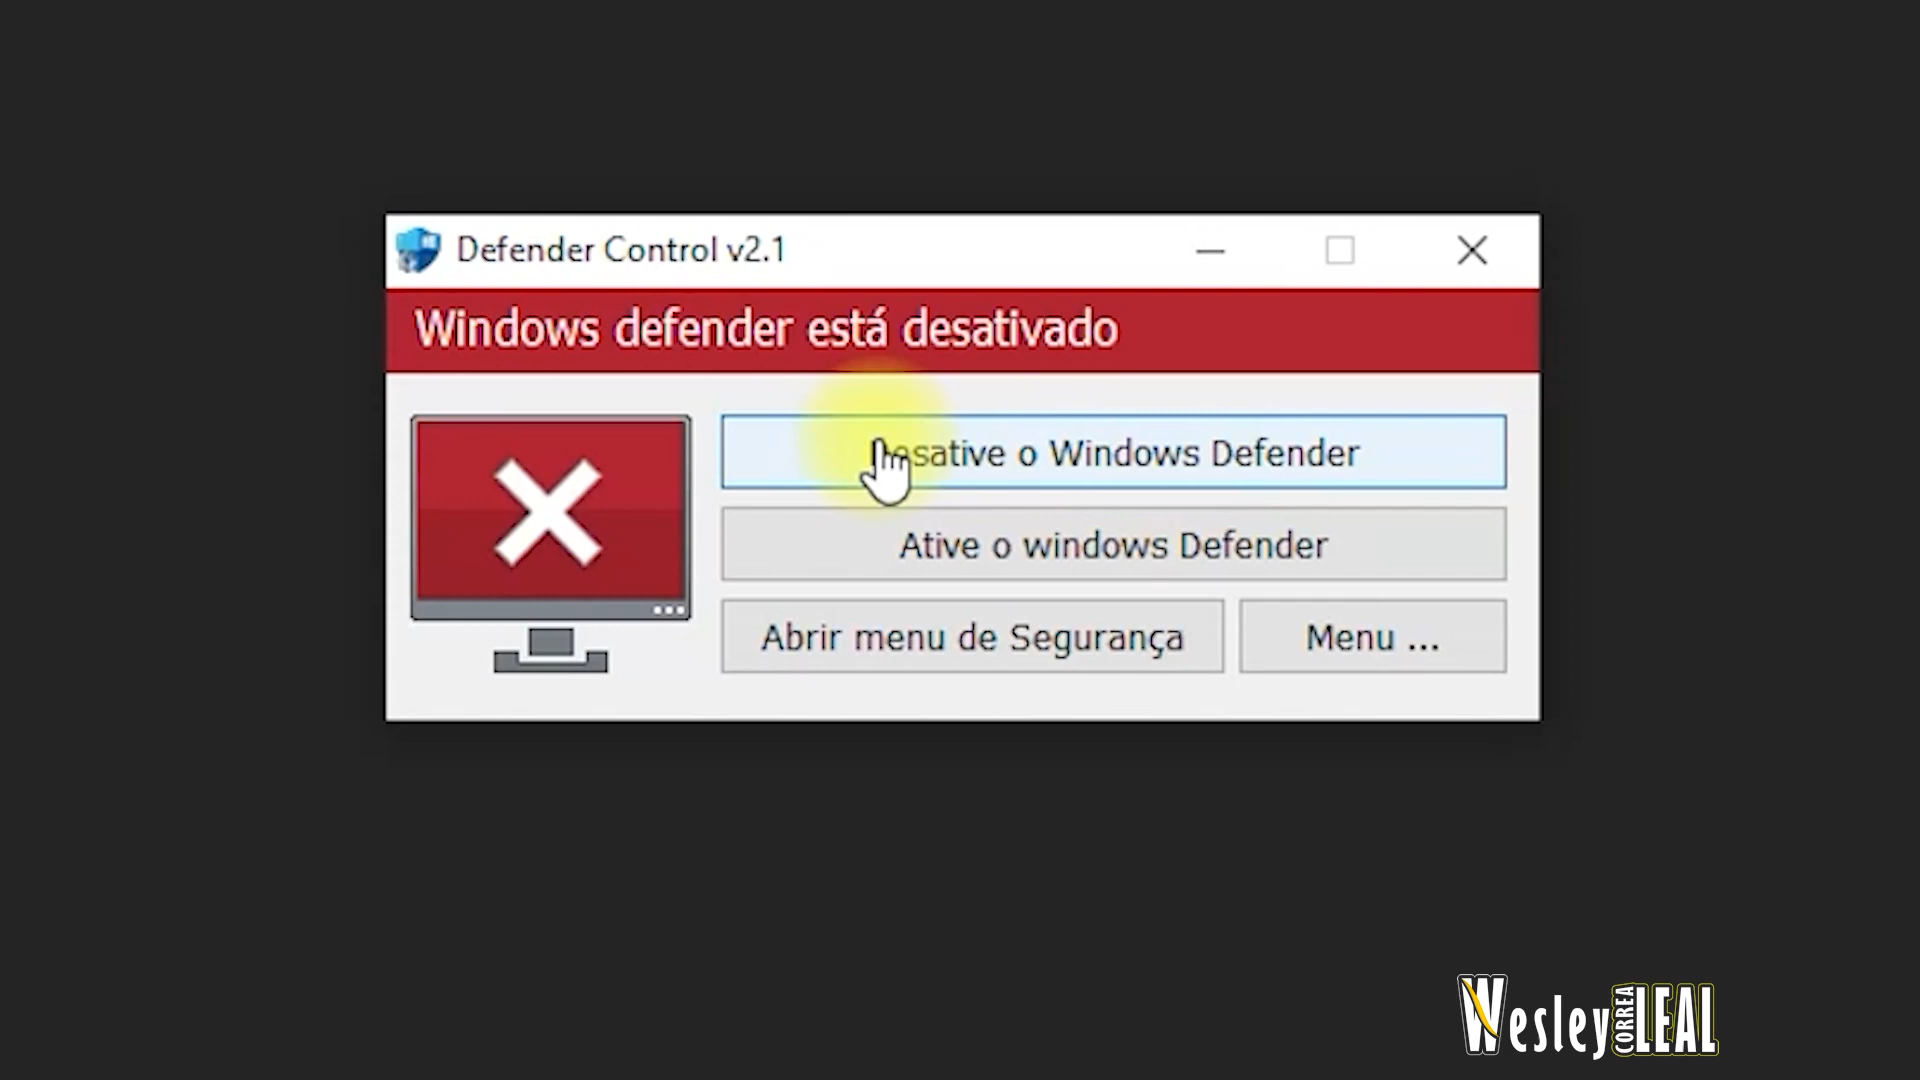 Defender Control v2.1
Windows defender está desativado
Desative o Windows Defender
Ative o windows Defender
Abrir menu de Segurança
Menu ...
Wesley CORREA LEAL